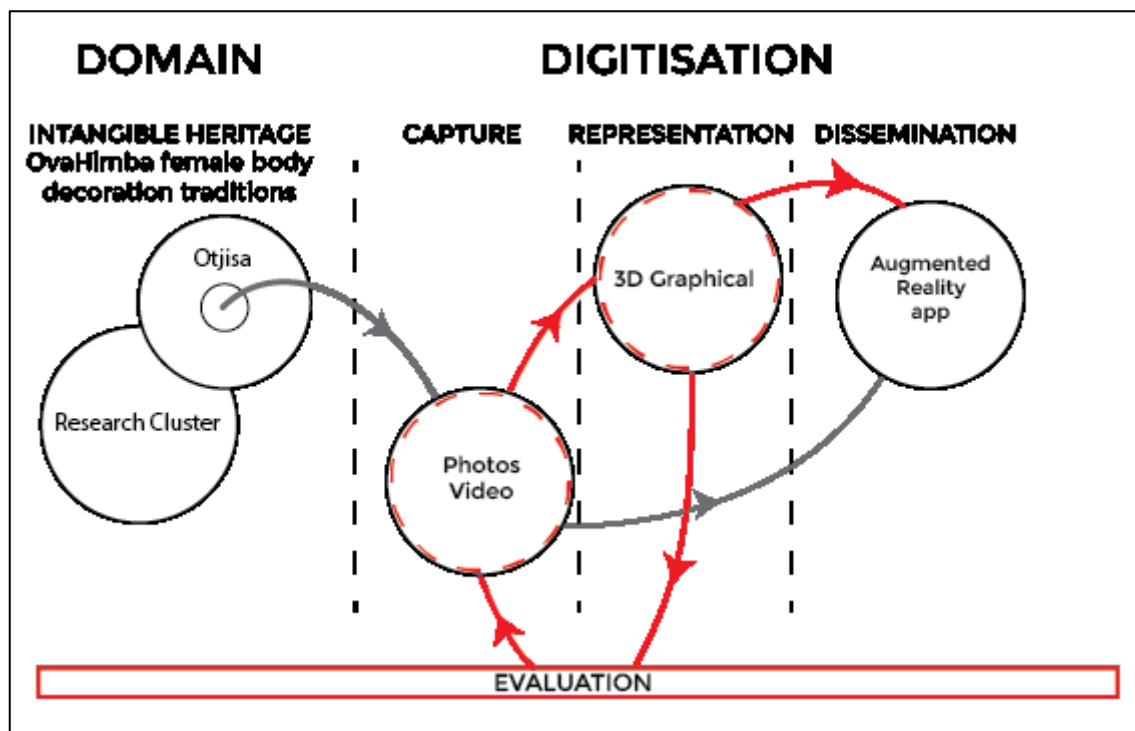 DOMAIN
DIGITISATION
INTANGIBLE HERITAGE
OvaHimba female body
decoration traditions
CAPTURE
REPRESENTATION
DISSEMINATION
Otjisa
Research Cluster
Photos
Video
3D Graphical
Augmented
Reality
app
EVALUATION